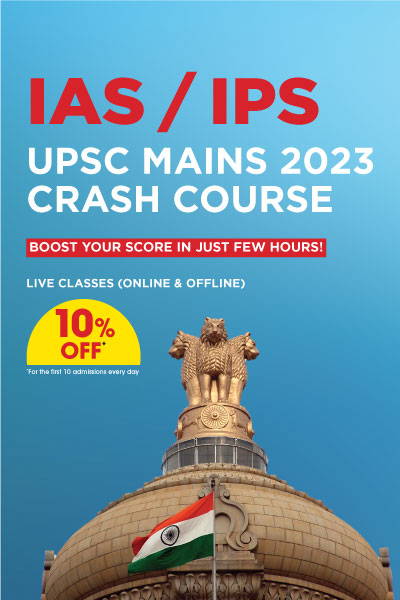 IAS / IPS
UPSC MAINS 2023
CRASH COURSE
BOOST YOUR SCORE IN JUST FEW HOURS!
LIVE CLASSES (ONLINE & OFFLINE)
10%
OFF*
*For the first 10 admissions every day